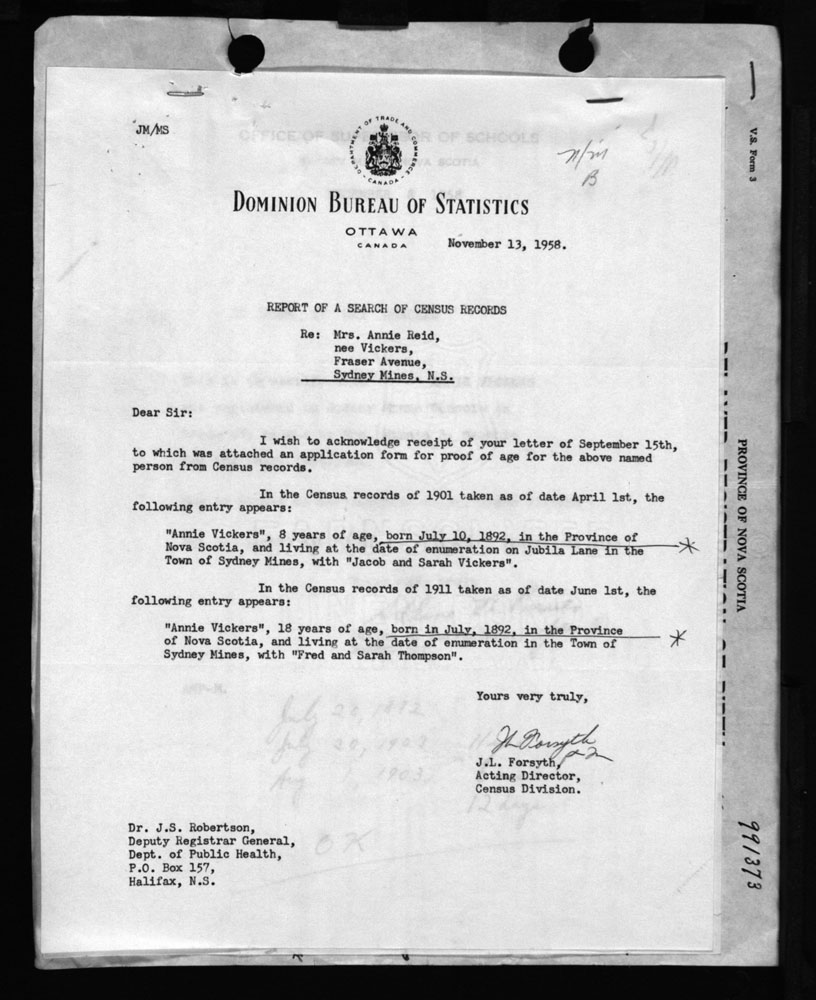 JM/MS
DEPARTMENT OF TRADE AND COMMERCE
CANADA
DOMINION BUREAU OF STATISTICS
OTTAWA
CANADA
November 13, 1958.
REPORT OF A SEARCH OF CENSUS RECORDS
Re: Mrs. Annie Reid,
nee Vickers,
Fraser Avenue,
Sydney Mines, N.S.
Dear Sir:
I wish to acknowledge receipt of your letter of September 15th,
to which was attached an application form for proof of age for the above named
person from Census records.
In the Census records of 1901 taken as of date April 1st, the
following entry appears:
"Annie Vickers", 8 years of age, born July 10, 1892, in the Province of
Nova Scotia, and living at the date of enumeration on Jubila Lane in the
Town of Sydney Mines, with "Jacob and Sarah Vickers".
In the Census records of 1911 taken as of date June 1st, the
following entry appears:
"Annie Vickers", 18 years of age, born in July, 1892, in the Province
of Nova Scotia, and living at the date of enumeration in the Town of
Sydney Mines, with "Fred and Sarah Thompson".
Yours very truly,
J.L. Forsyth,
Acting Director,
Census Division.
Dr. J.S. Robertson,
Deputy Registrar General,
Dept. of Public Health,
P.O. Box 157,
Halifax, N.S.
OK
V.S. Form 3
PROVINCE OF NOVA SCOTIA
991373